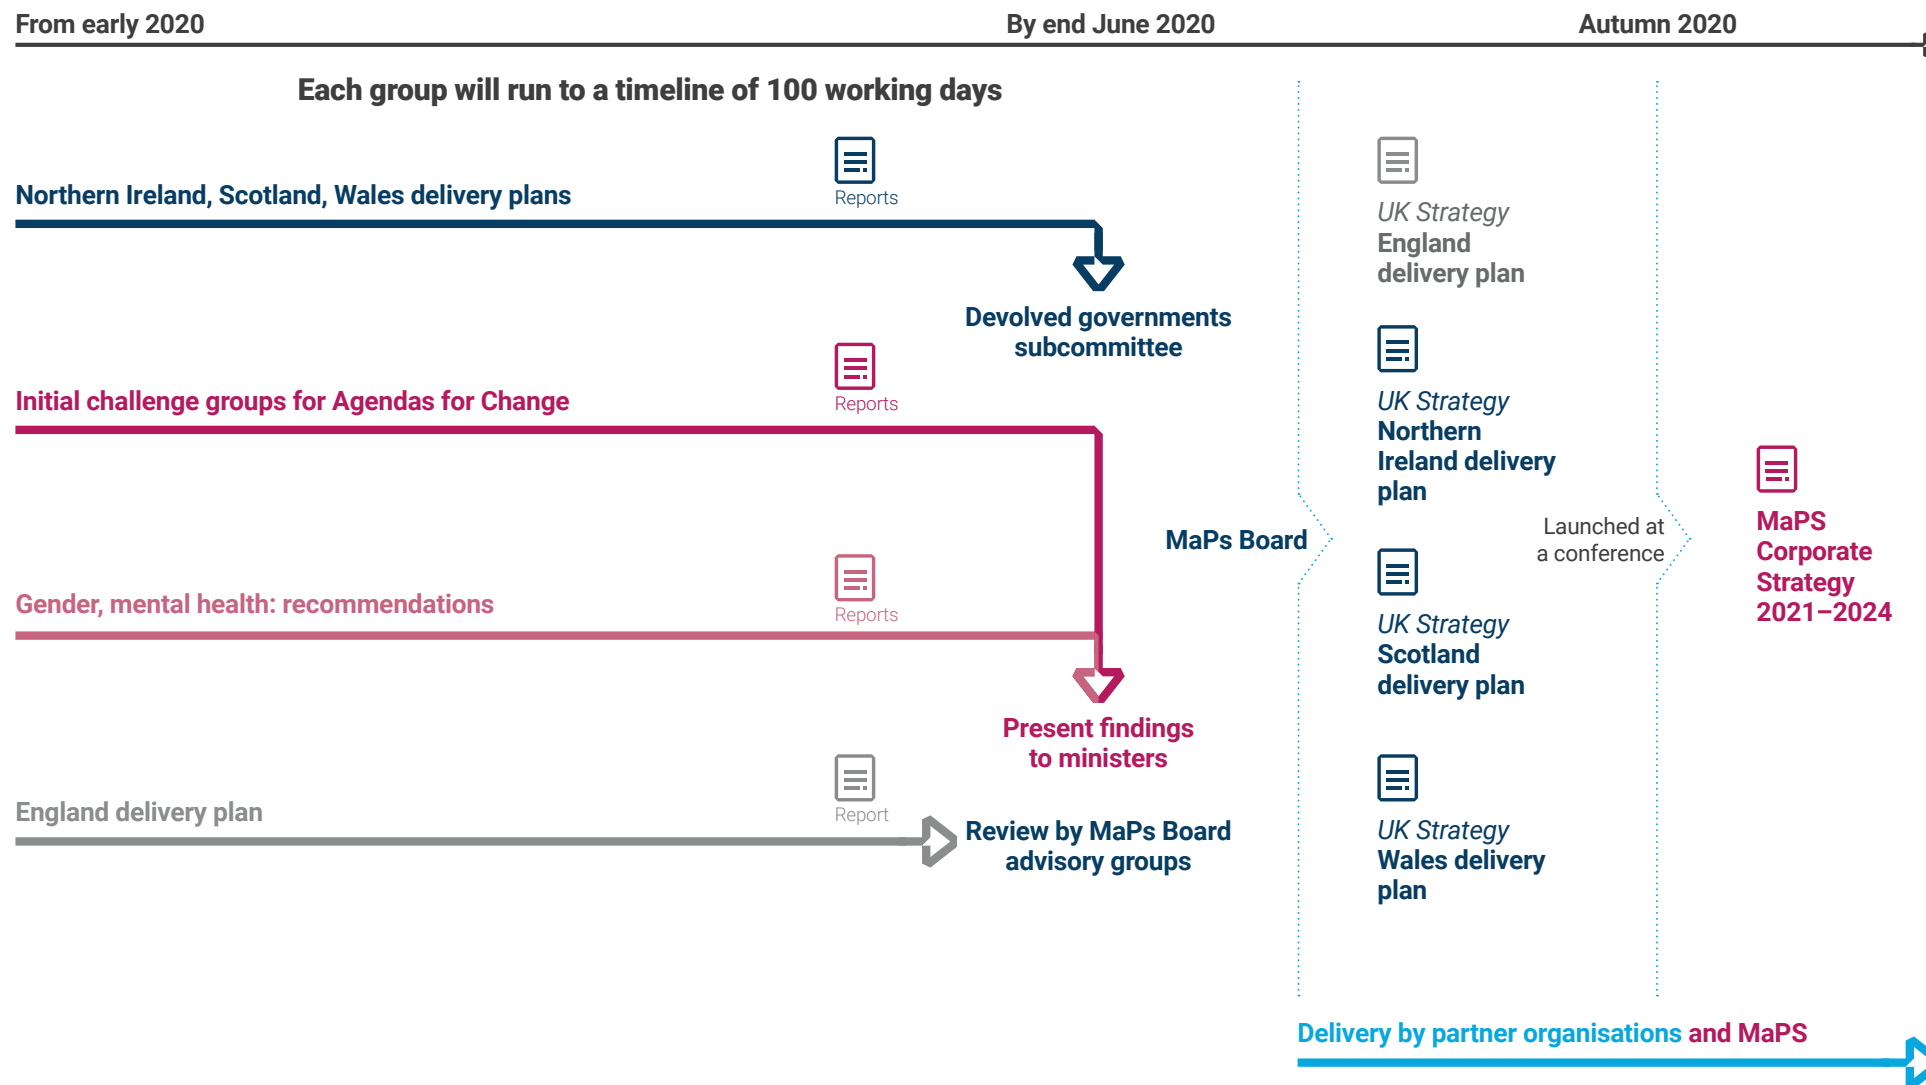 From early 2020
By end June 2020
Autumn 2020
Each group will run to a timeline of 100 working days
Northern Ireland, Scotland, Wales delivery plans
Reports
Devolved governments
subcommittee
Initial challenge groups for Agendas for Change
Reports
Gender, mental health: recommendations
Reports
Present findings
to ministers
England delivery plan
Report
Review by MaPs Board
advisory groups
MaPs Board
UK Strategy
England
delivery plan
UK Strategy
Northern
Ireland delivery
plan
UK Strategy
Scotland
delivery plan
UK Strategy
Wales delivery
plan
Launched at
a conference
MaPS
Corporate
Strategy
2021–2024
Delivery by partner organisations and MaPS